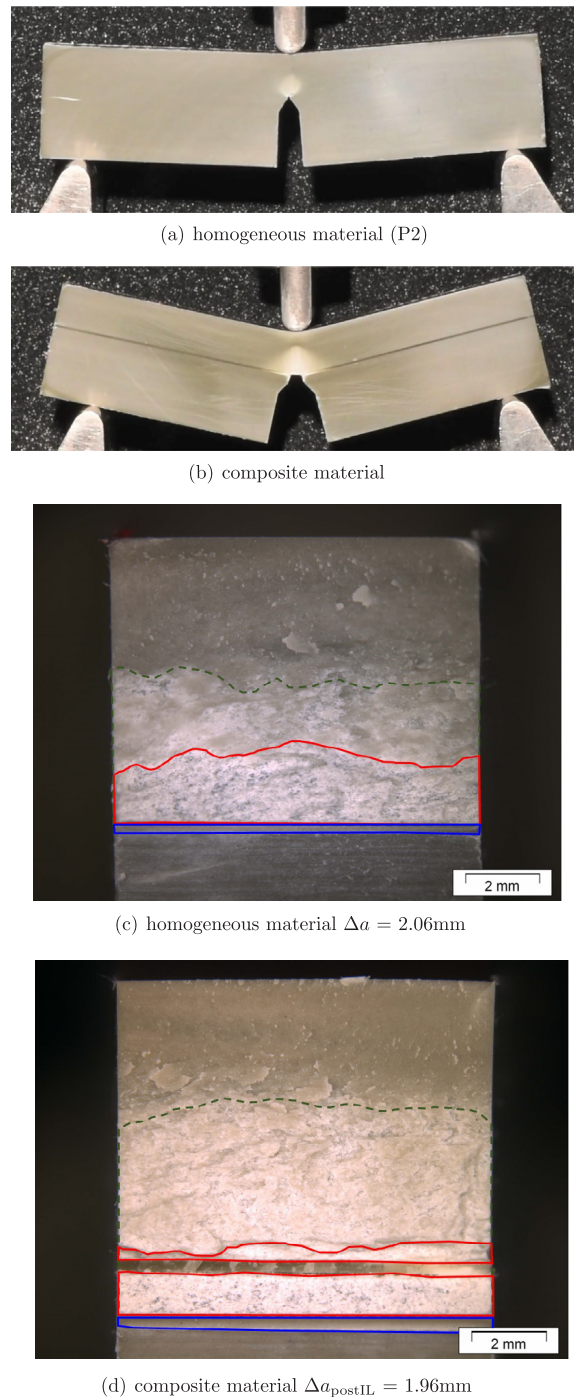 (a) homogeneous material (P2)
(b) composite material
2 mm
(c) homogeneous material Δa = 2.06mm
2 mm
(d) composite material Δa_postIL = 1.96mm